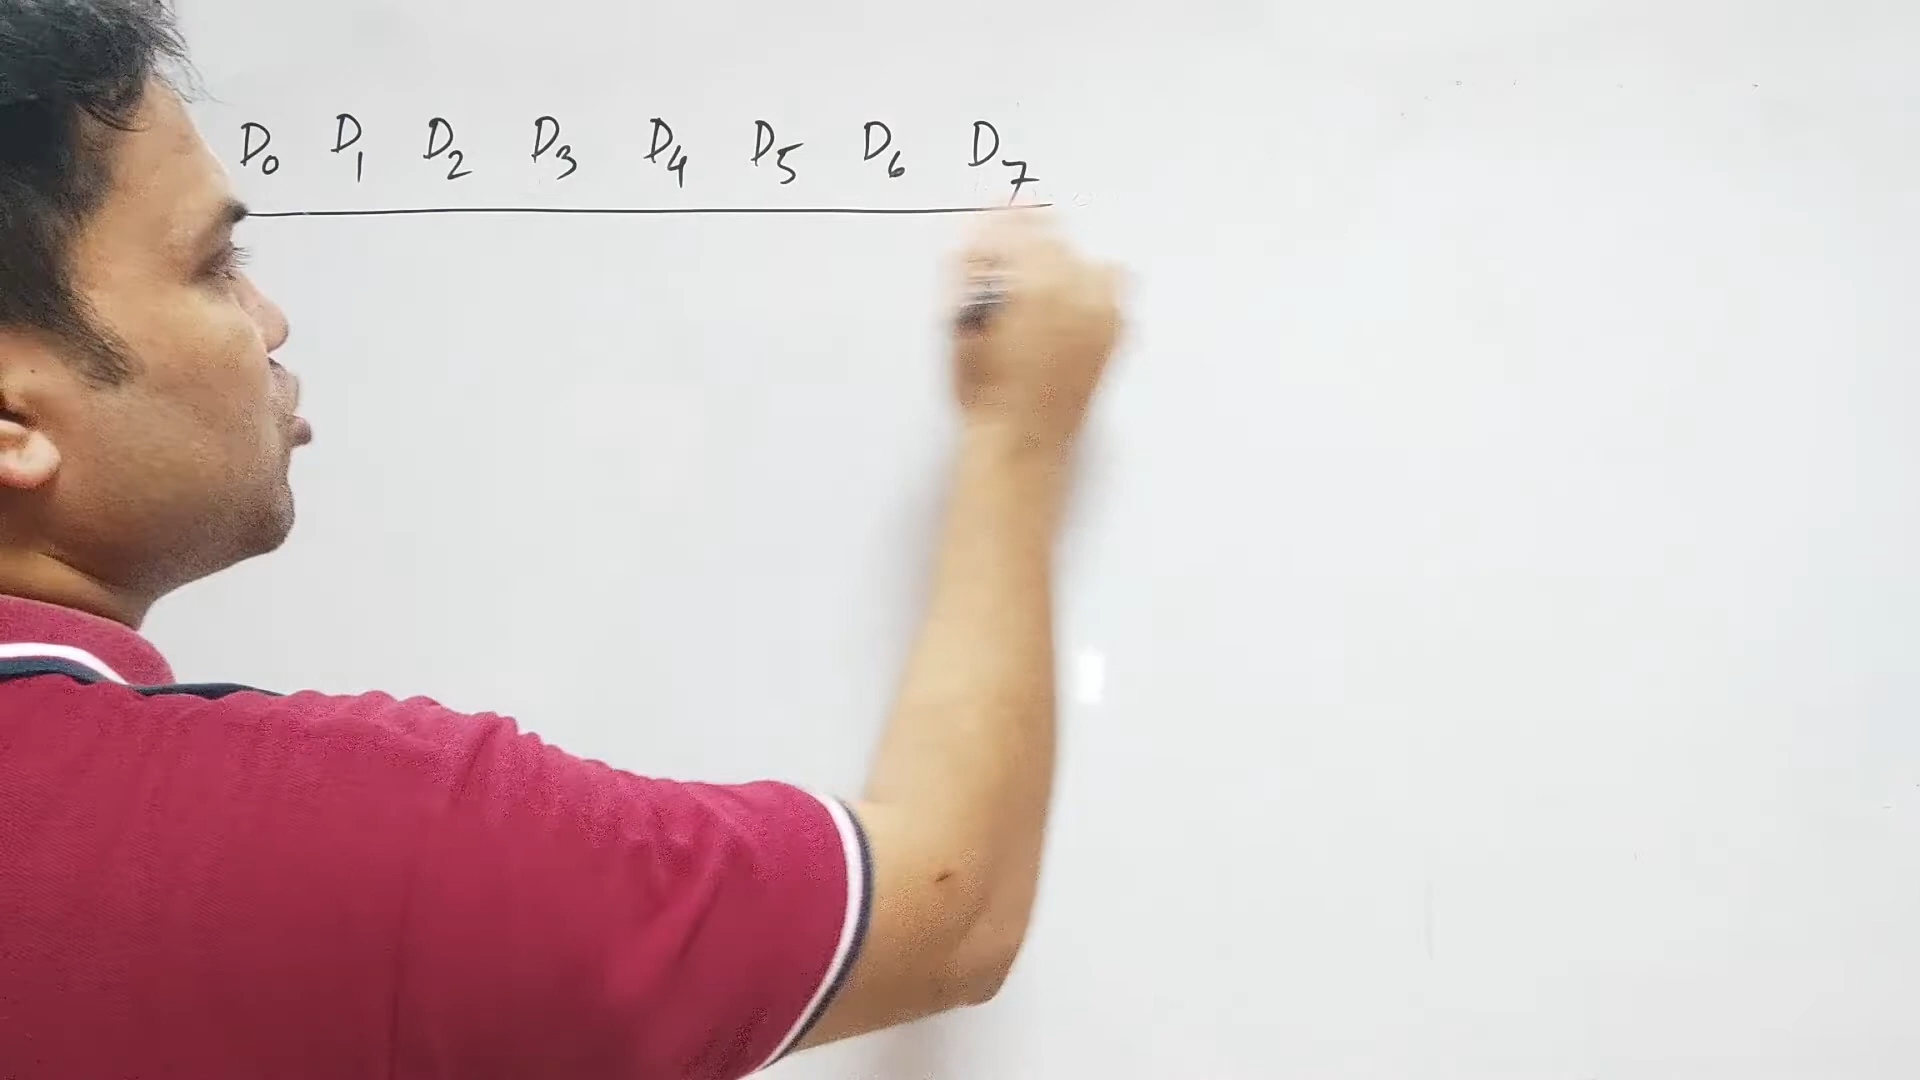 D₀ D₁ D₂ D₃ D₄ D₅ D₆ D₇